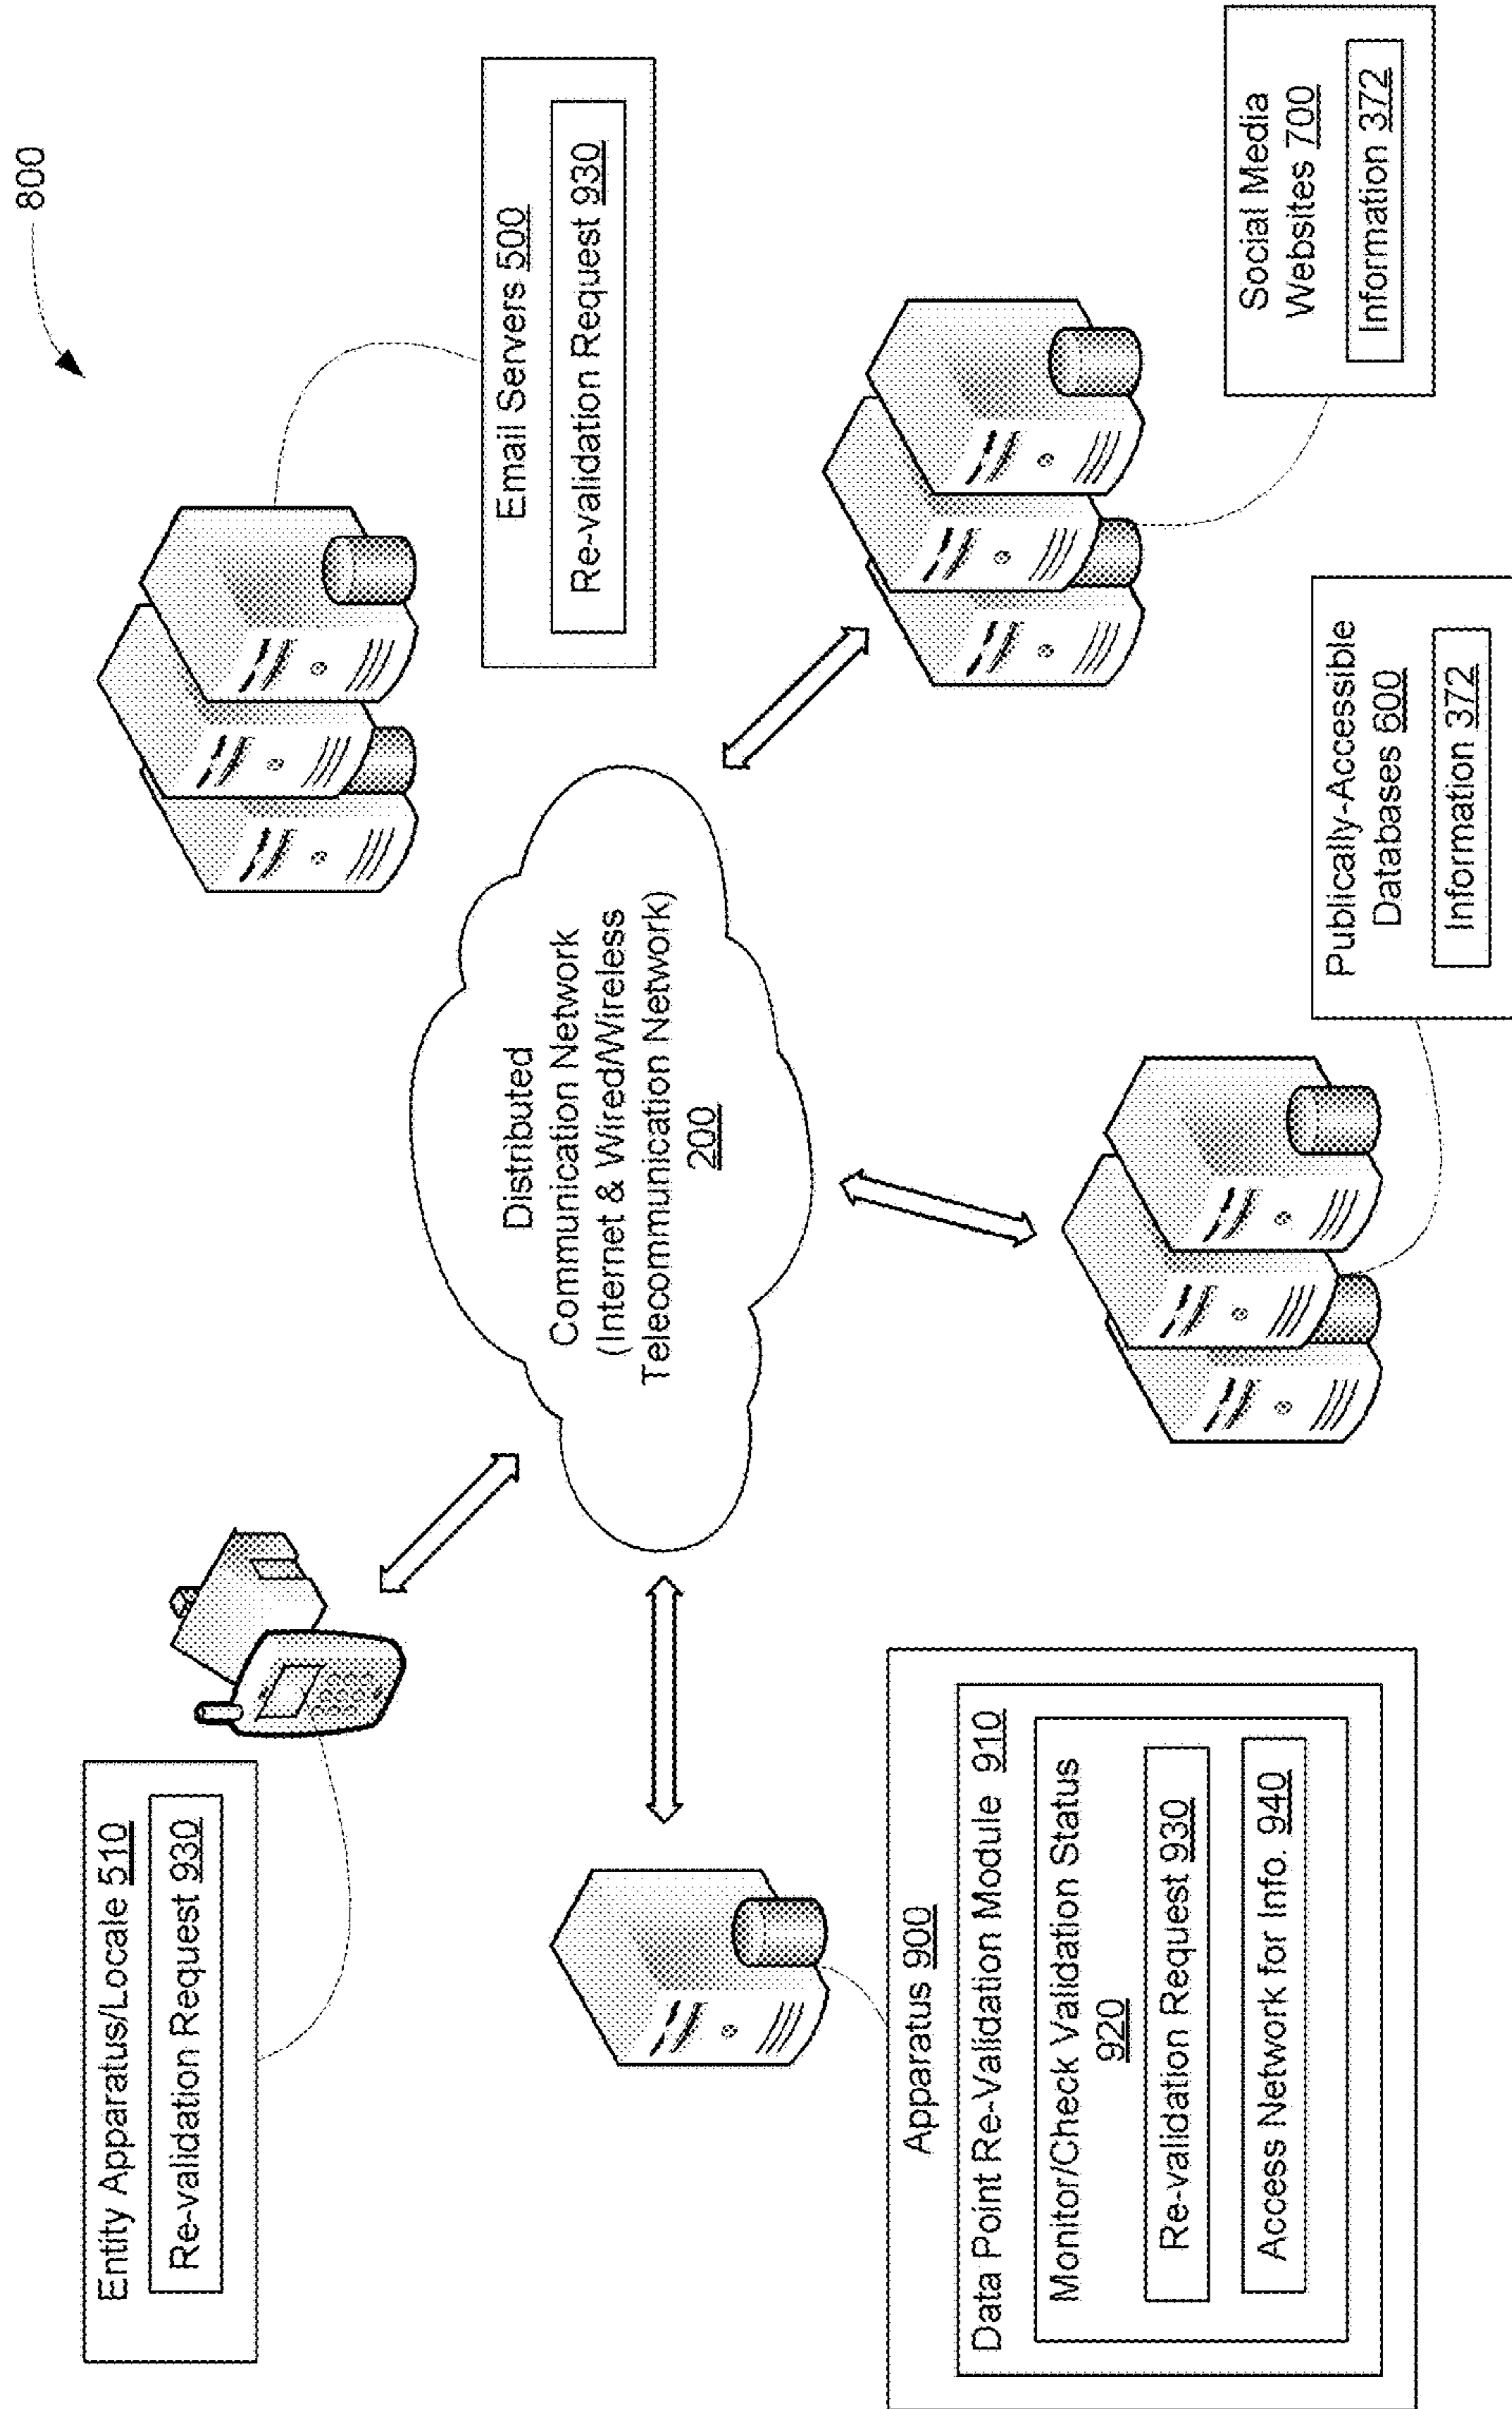 800
Entity Apparatus/Locale 510
Re-validation Request 930
Email Servers 500
Re-validation Request 930
Distributed
Communication Network
(Internet & Wired/Wireless
Telecommunication Network)
200
Apparatus 900
Data Point Re-Validation Module 910
Monitor/Check Validation Status
920
Re-validation Request 930
Access Network for Info. 940
Publically-Accessible
Databases 600
Information 372
Social Media
Websites 700
Information 372